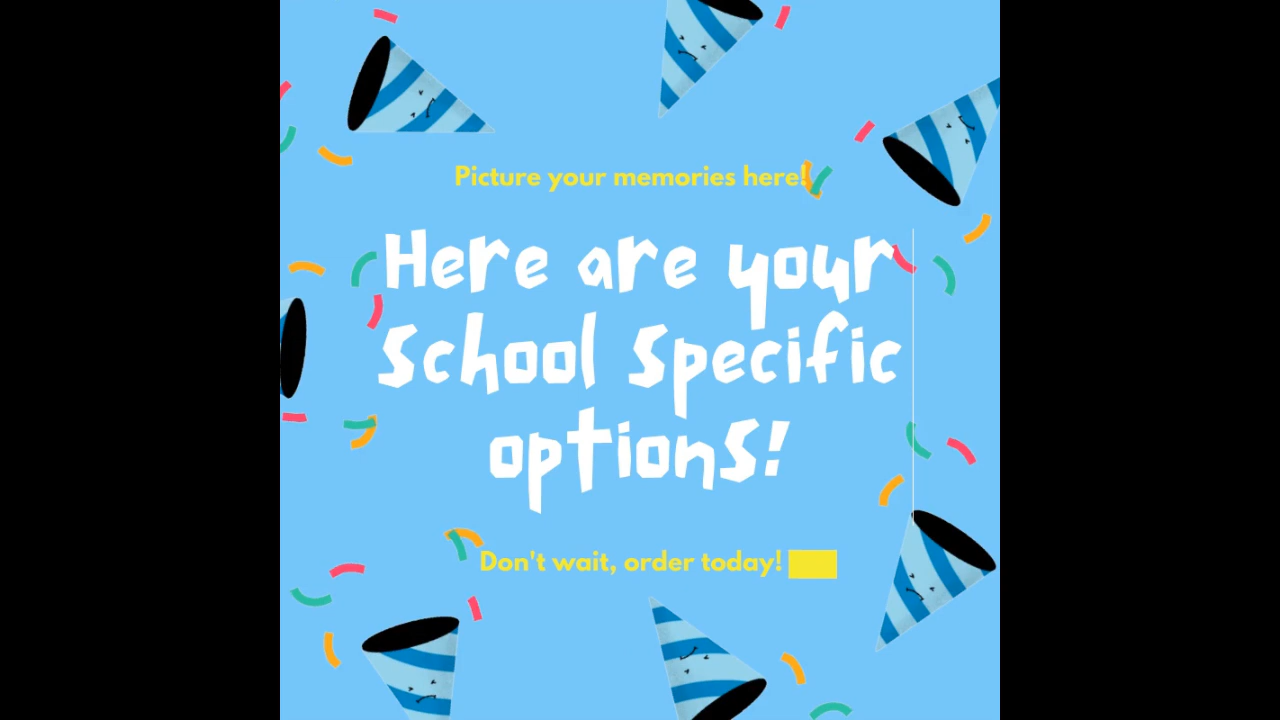 Picture your memories here!
Here are your
School Specific
options!
Don't wait, order today!